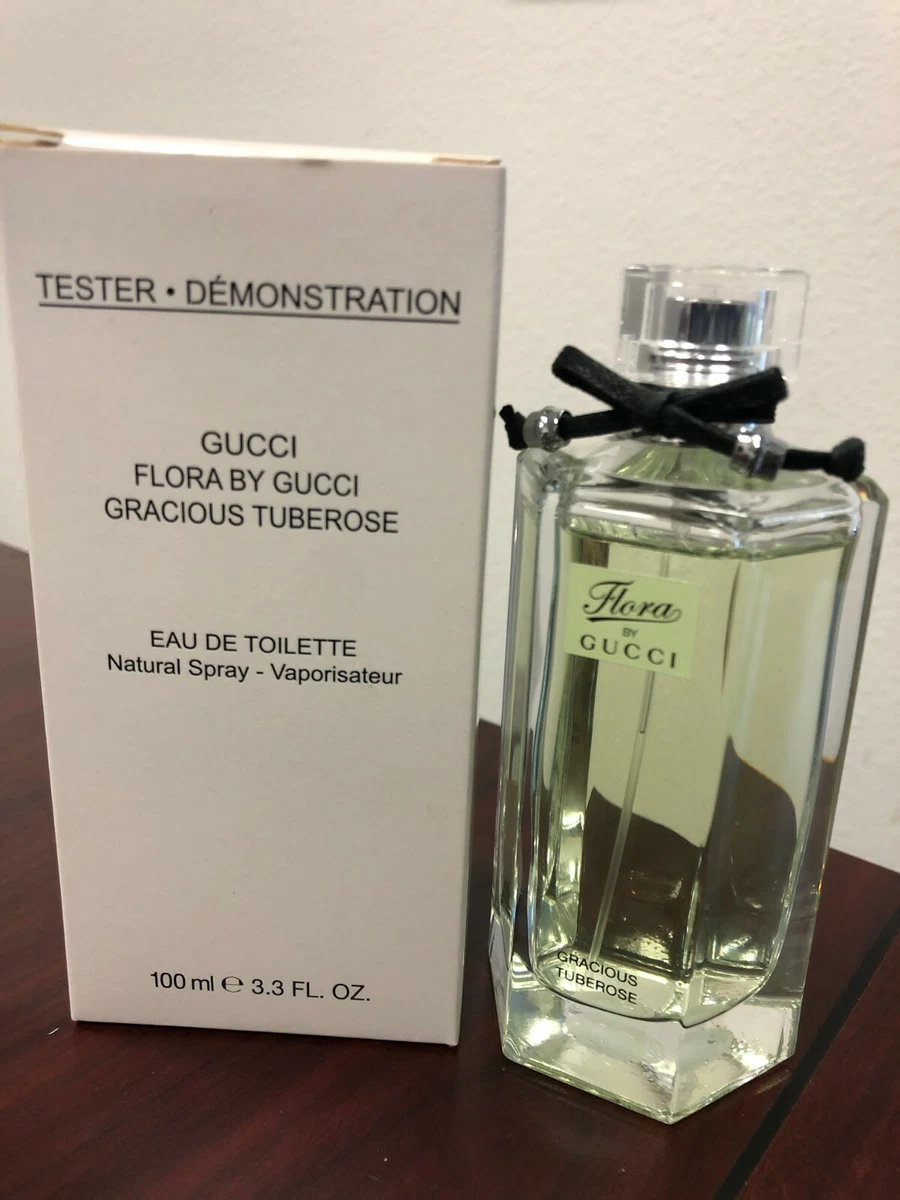 TESTER • DÉMONSTRATION
GUCCI
FLORA BY GUCCI
GRACIOUS TUBEROSE
EAU DE TOILETTE
Natural Spray - Vaporisateur
100 ml ℮ 3.3 FL. OZ.
Flora
BY
GUCCI
GRACIOUS
TUBEROSE